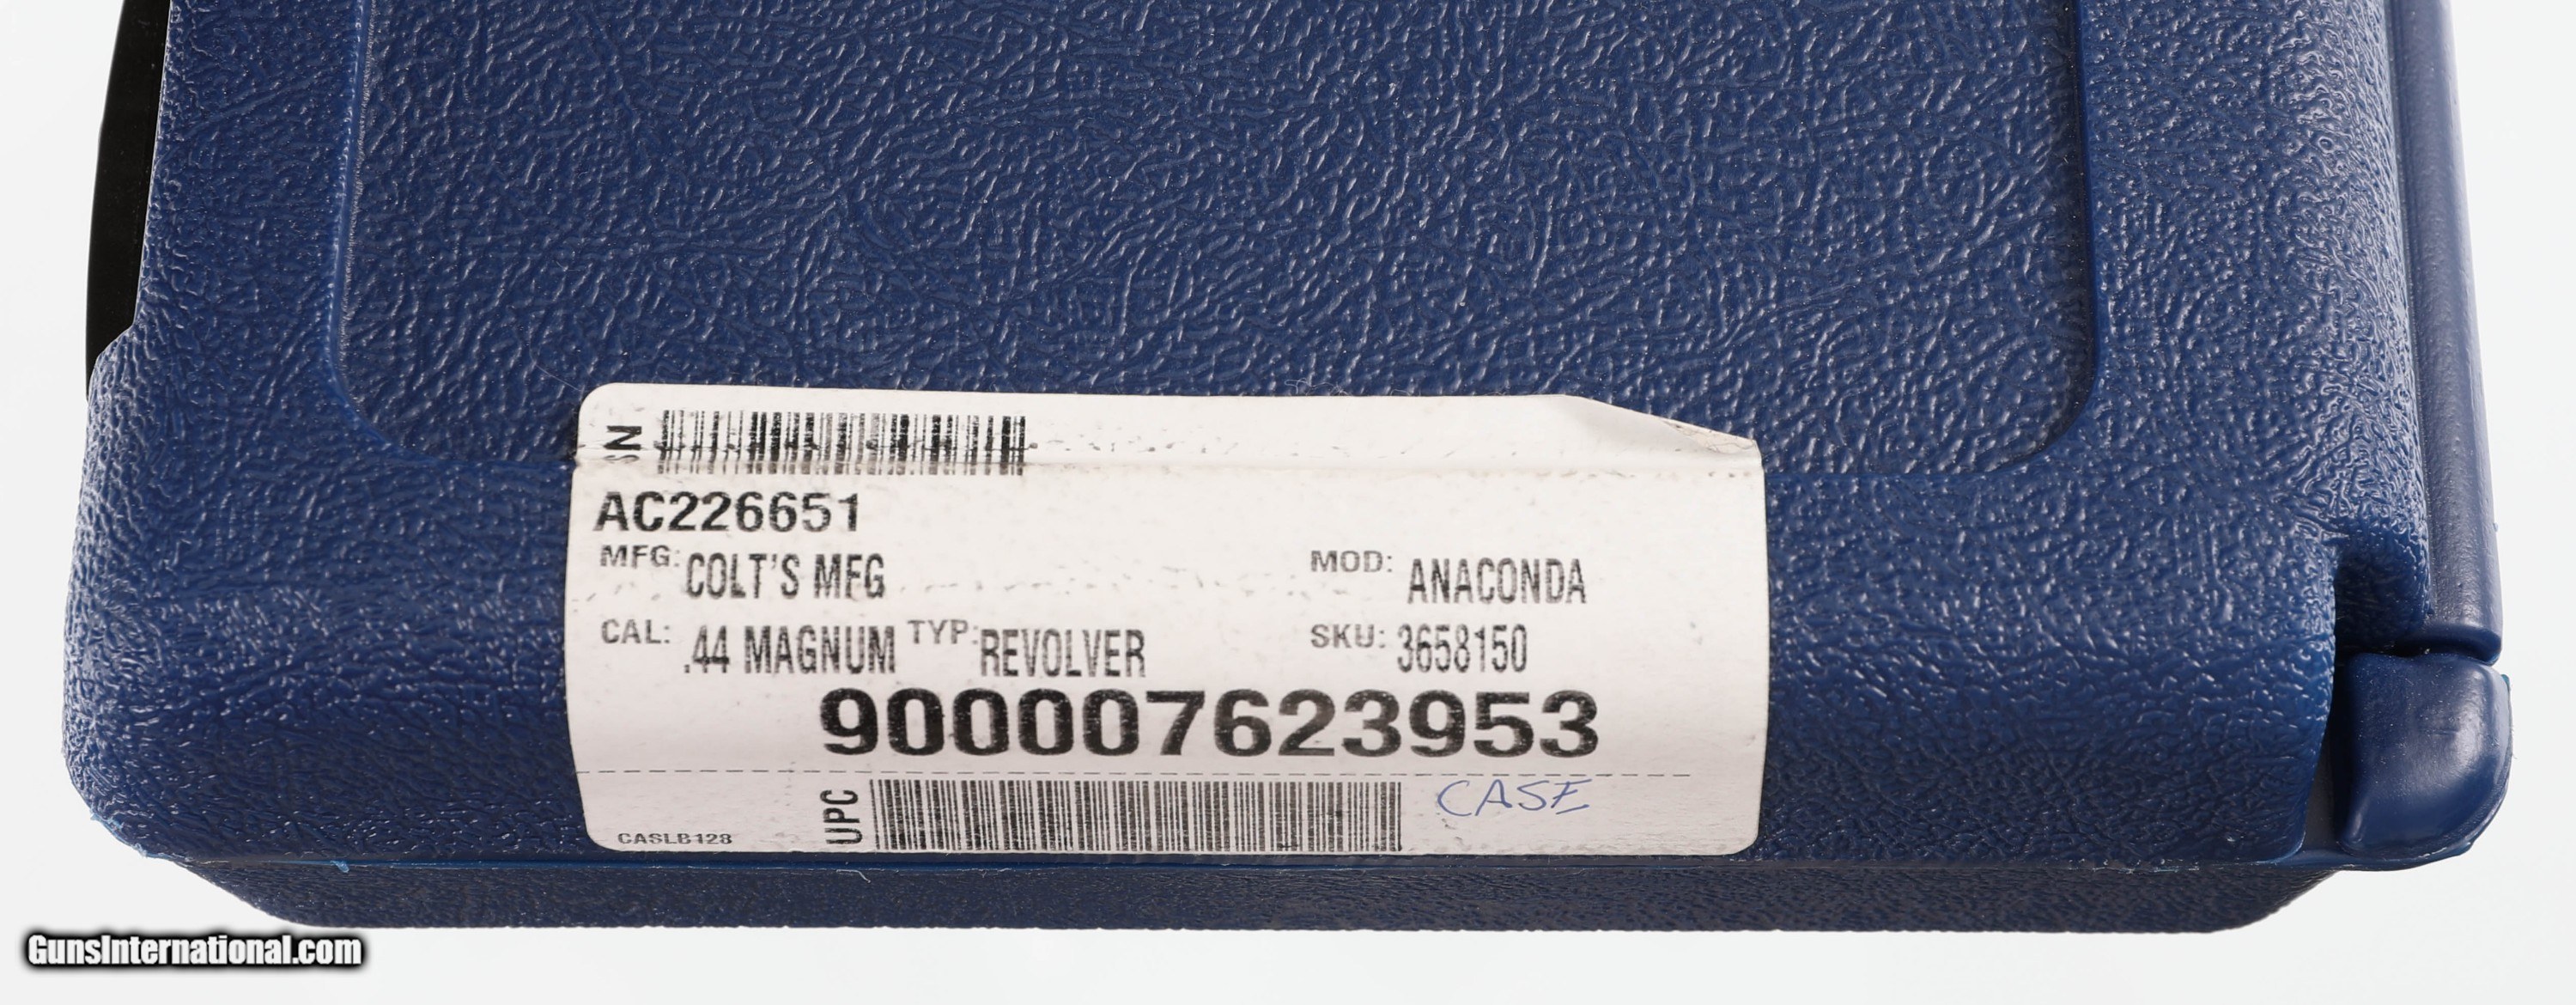 SN
AC226651
MFG: COLT'S MFG MOD: ANACONDA
CAL: .44 MAGNUM TYP: REVOLVER SKU: 3658150
900007623953
UPC CASE
CASLB128
GunsInternational.com